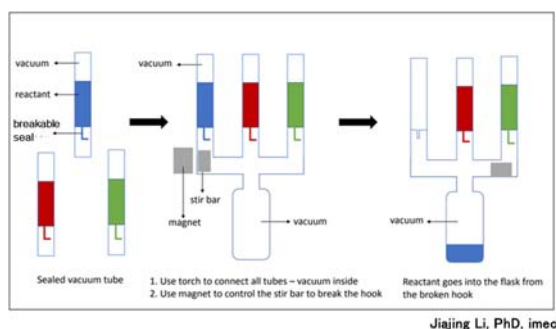 vacuum
reactant
breakable
seal
Sealed vacuum tube
vacuum
magnet
stir bar
vacuum
1. Use torch to connect all tubes – vacuum inside
2. Use magnet to control the stir bar to break the hook
vacuum
Reactant goes into the flask from
the broken hook
Jiajing Li, PhD, imec